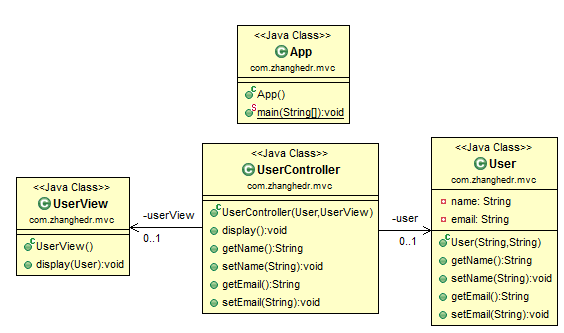 <<Java Class>>
App
com.zhanghedr.mvc
App()
main(String[]):void
<<Java Class>>
UserView
com.zhanghedr.mvc
UserView()
display(User):void
-userView
0..1
<<Java Class>>
UserController
com.zhanghedr.mvc
UserController(User,UserView)
display():void
getName():String
setName(String):void
getEmail():String
setEmail(String):void
-user
0..1
<<Java Class>>
User
com.zhanghedr.mvc
name: String
email: String
User(String,String)
getName():String
setName(String):void
getEmail():String
setEmail(String):void